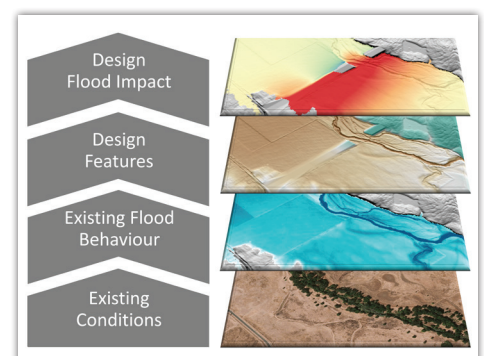 Design
Flood Impact
Design
Features
Existing Flood
Behaviour
Existing
Conditions